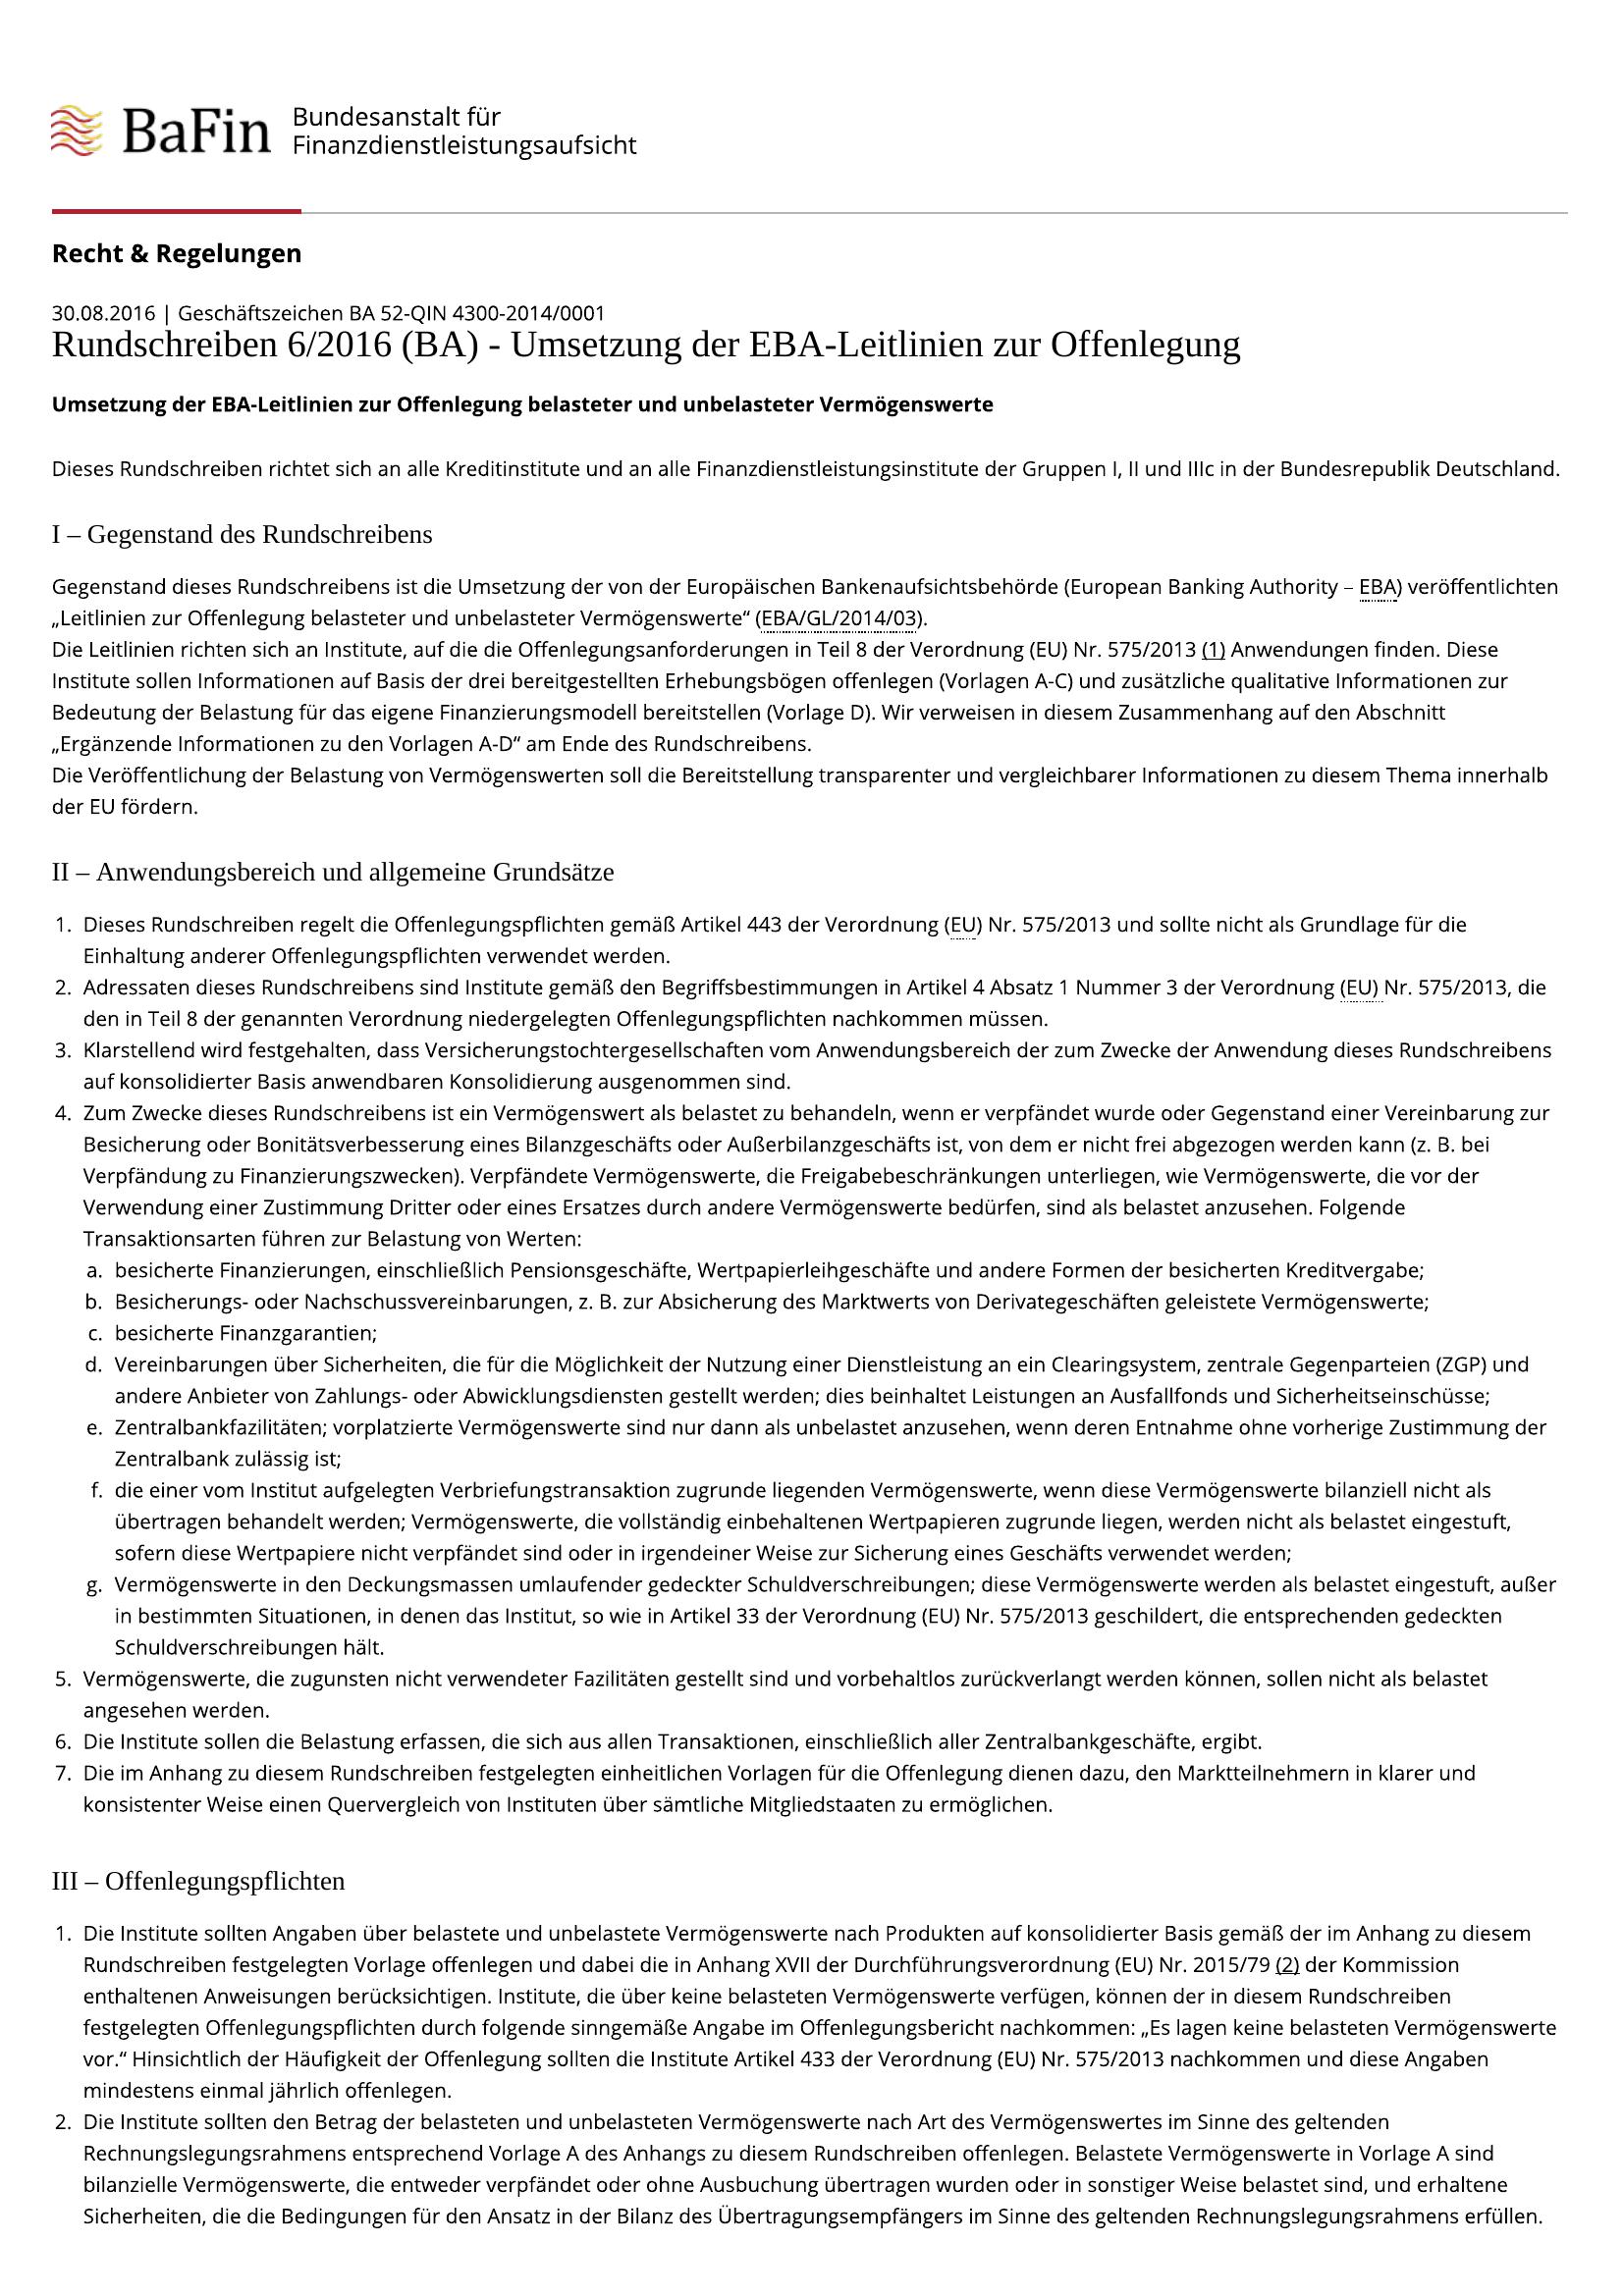 BaFin
Bundesanstalt für
Finanzdienstleistungsaufsicht
Recht & Regelungen
30.08.2016 | Geschäftszeichen BA 52-QIN 4300-2014/0001
Rundschreiben 6/2016 (BA) - Umsetzung der EBA-Leitlinien zur Offenlegung
Umsetzung der EBA-Leitlinien zur Offenlegung belasteter und unbelasteter Vermögenswerte
Dieses Rundschreiben richtet sich an alle Kreditinstitute und an alle Finanzdienstleistungsinstitute der Gruppen I, II und IIIc in der Bundesrepublik Deutschland.
I – Gegenstand des Rundschreibens
Gegenstand dieses Rundschreibens ist die Umsetzung der von der Europäischen Bankenaufsichtsbehörde (European Banking Authority – EBA) veröffentlichten
„Leitlinien zur Offenlegung belasteter und unbelasteter Vermögenswerte“ (EBA/GL/2014/03).
Die Leitlinien richten sich an Institute, auf die die Offenlegungsanforderungen in Teil 8 der Verordnung (EU) Nr. 575/2013 (1) Anwendungen finden. Diese
Institute sollen Informationen auf Basis der drei bereitgestellten Erhebungsbögen offenlegen (Vorlagen A-C) und zusätzliche qualitative Informationen zur
Bedeutung der Belastung für das eigene Finanzierungsmodell bereitstellen (Vorlage D). Wir verweisen in diesem Zusammenhang auf den Abschnitt
„Ergänzende Informationen zu den Vorlagen A-D“ am Ende des Rundschreibens.
Die Veröffentlichung der Belastung von Vermögenswerten soll die Bereitstellung transparenter und vergleichbarer Informationen zu diesem Thema innerhalb
der EU fördern.
II – Anwendungsbereich und allgemeine Grundsätze
1. Dieses Rundschreiben regelt die Offenlegungspflichten gemäß Artikel 443 der Verordnung (EU) Nr. 575/2013 und sollte nicht als Grundlage für die
Einhaltung anderer Offenlegungspflichten verwendet werden.
2. Adressaten dieses Rundschreibens sind Institute gemäß den Begriffsbestimmungen in Artikel 4 Absatz 1 Nummer 3 der Verordnung (EU) Nr. 575/2013, die
den in Teil 8 der genannten Verordnung niedergelegten Offenlegungspflichten nachkommen müssen.
3. Klarstellend wird festgehalten, dass Versicherungstochtergesellschaften vom Anwendungsbereich der zum Zwecke der Anwendung dieses Rundschreibens
auf konsolidierter Basis anwendbaren Konsolidierung ausgenommen sind.
4. Zum Zwecke dieses Rundschreibens ist ein Vermögenswert als belastet zu behandeln, wenn er verpfändet wurde oder Gegenstand einer Vereinbarung zur
Besicherung oder Bonitätsverbesserung eines Bilanzgeschäfts oder Außerbilanzgeschäfts ist, von dem er nicht frei abgezogen werden kann (z. B. bei
Verpfändung zu Finanzierungszwecken). Verpfändete Vermögenswerte, die Freigabebeschränkungen unterliegen, wie Vermögenswerte, die vor der
Verwendung einer Zustimmung Dritter oder eines Ersatzes durch andere Vermögenswerte bedürfen, sind als belastet anzusehen. Folgende
Transaktionsarten führen zur Belastung von Werten:
a. besicherte Finanzierungen, einschließlich Pensionsgeschäfte, Wertpapierleihgeschäfte und andere Formen der besicherten Kreditvergabe;
b. Besicherungs- oder Nachschussvereinbarungen, z. B. zur Absicherung des Marktwerts von Derivategeschäften geleistete Vermögenswerte;
c. besicherte Finanzgarantien;
d. Vereinbarungen über Sicherheiten, die für die Möglichkeit der Nutzung einer Dienstleistung an ein Clearingsystem, zentrale Gegenparteien (ZGP) und
andere Anbieter von Zahlungs- oder Abwicklungsdiensten gestellt werden; dies beinhaltet Leistungen an Ausfallfonds und Sicherheitseinschüsse;
e. Zentralbankfazilitäten; vorplatzierte Vermögenswerte sind nur dann als unbelastet anzusehen, wenn deren Entnahme ohne vorherige Zustimmung der
Zentralbank zulässig ist;
f. die einer vom Institut aufgelegten Verbriefungstransaktion zugrunde liegenden Vermögenswerte, wenn diese Vermögenswerte bilanziell nicht als
übertragen behandelt werden; Vermögenswerte, die vollständig einbehaltenen Wertpapieren zugrunde liegen, werden nicht als belastet eingestuft,
sofern diese Wertpapiere nicht verpfändet sind oder in irgendeiner Weise zur Sicherung eines Geschäfts verwendet werden;
g. Vermögenswerte in den Deckungsmassen umlaufender gedeckter Schuldverschreibungen; diese Vermögenswerte werden als belastet eingestuft, außer
in bestimmten Situationen, in denen das Institut, so wie in Artikel 33 der Verordnung (EU) Nr. 575/2013 geschildert, die entsprechenden gedeckten
Schuldverschreibungen hält.
5. Vermögenswerte, die zugunsten nicht verwendeter Fazilitäten gestellt sind und vorbehaltlos zurückverlangt werden können, sollen nicht als belastet
angesehen werden.
6. Die Institute sollen die Belastung erfassen, die sich aus allen Transaktionen, einschließlich aller Zentralbankgeschäfte, ergibt.
7. Die im Anhang zu diesem Rundschreiben festgelegten einheitlichen Vorlagen für die Offenlegung dienen dazu, den Marktteilnehmern in klarer und
konsistenter Weise einen Quervergleich von Instituten über sämtliche Mitgliedstaaten zu ermöglichen.
III – Offenlegungspflichten
1. Die Institute sollten Angaben über belastete und unbelastete Vermögenswerte nach Produkten auf konsolidierter Basis gemäß der im Anhang zu diesem
Rundschreiben festgelegten Vorlage offenlegen und dabei die in Anhang XVII der Durchführungsverordnung (EU) Nr. 2015/79 (2) der Kommission
enthaltenen Anweisungen berücksichtigen. Institute, die über keine belasteten Vermögenswerte verfügen, können der in diesem Rundschreiben
festgelegten Offenlegungspflichten durch folgende sinngemäße Angabe im Offenlegungsbericht nachkommen: „Es lagen keine belasteten Vermögenswerte
vor.“ Hinsichtlich der Häufigkeit der Offenlegung sollten die Institute Artikel 433 der Verordnung (EU) Nr. 575/2013 nachkommen und diese Angaben
mindestens einmal jährlich offenlegen.
2. Die Institute sollten den Betrag der belasteten und unbelasteten Vermögenswerte nach Art des Vermögenswertes im Sinne des geltenden
Rechnungslegungsrahmens entsprechend Vorlage A des Anhangs zu diesem Rundschreiben offenlegen. Belastete Vermögenswerte in Vorlage A sind
bilanzielle Vermögenswerte, die entweder verpfändet oder ohne Ausbuchung übertragen wurden oder in sonstiger Weise belastet sind, und erhaltene
Sicherheiten, die die Bedingungen für den Ansatz in der Bilanz des Übertragungsempfängers im Sinne des geltenden Rechnungslegungsrahmens erfüllen.